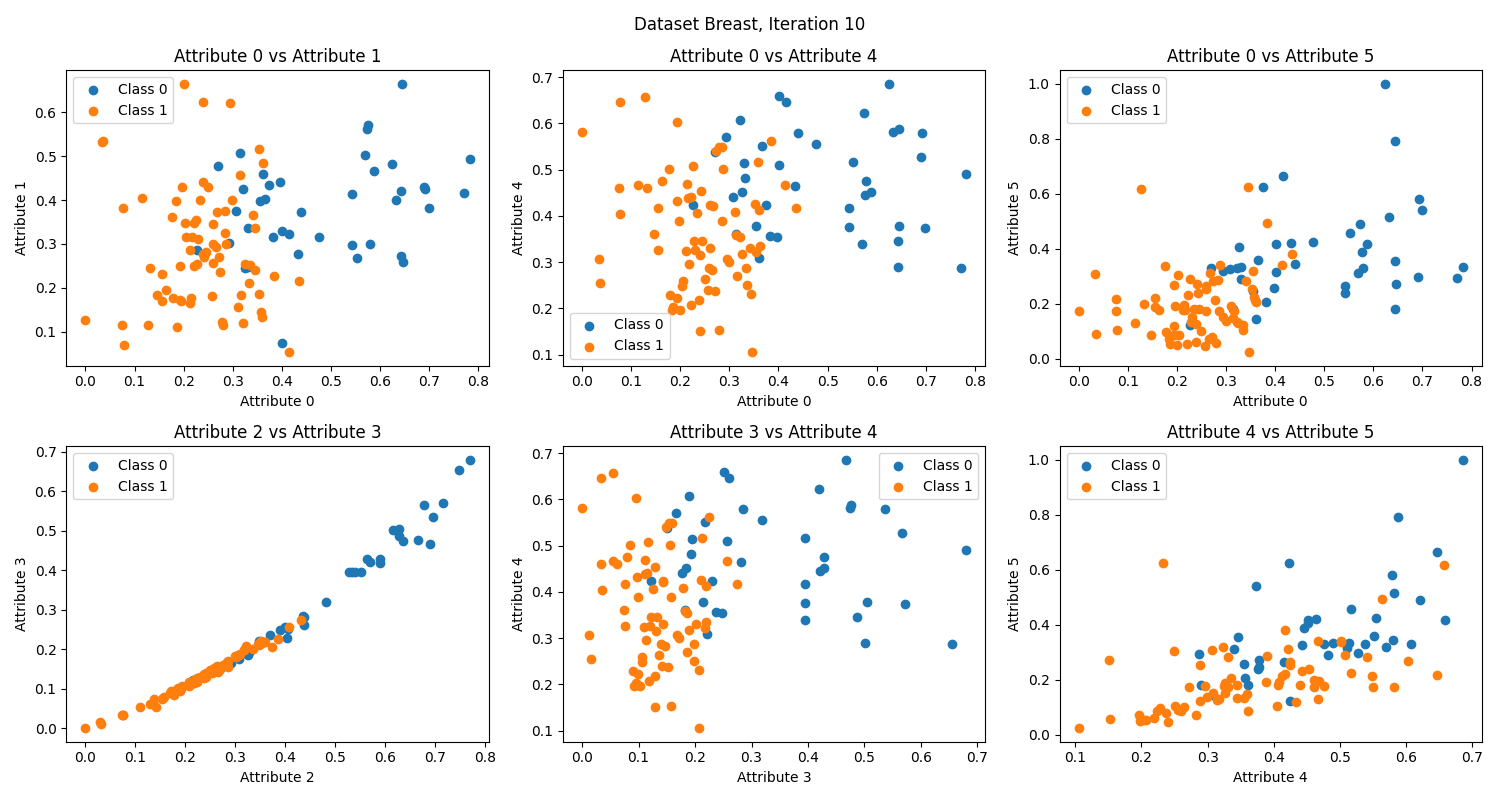 Dataset Breast, Iteration 10
Attribute 0 vs Attribute 1
Class 0
Class 1
Attribute 1
0.6
0.5
0.4
0.3
0.2
0.1
0.0 0.1 0.2 0.3 0.4 0.5 0.6 0.7 0.8
Attribute 0
Attribute 0 vs Attribute 4
Class 0
Class 1
Attribute 4
0.7
0.6
0.5
0.4
0.3
0.2
0.1
0.0 0.1 0.2 0.3 0.4 0.5 0.6 0.7 0.8
Attribute 0
Attribute 0 vs Attribute 5
Class 0
Class 1
Attribute 5
1.0
0.8
0.6
0.4
0.2
0.0
0.0 0.1 0.2 0.3 0.4 0.5 0.6 0.7 0.8
Attribute 0
Attribute 2 vs Attribute 3
Class 0
Class 1
Attribute 3
0.7
0.6
0.5
0.4
0.3
0.2
0.1
0.0
0.0 0.1 0.2 0.3 0.4 0.5 0.6 0.7 0.8
Attribute 2
Attribute 3 vs Attribute 4
Class 0
Class 1
Attribute 4
0.7
0.6
0.5
0.4
0.3
0.2
0.1
0.0 0.1 0.2 0.3 0.4 0.5 0.6 0.7
Attribute 3
Attribute 4 vs Attribute 5
Class 0
Class 1
Attribute 5
1.0
0.8
0.6
0.4
0.2
0.0
0.1 0.2 0.3 0.4 0.5 0.6 0.7
Attribute 4